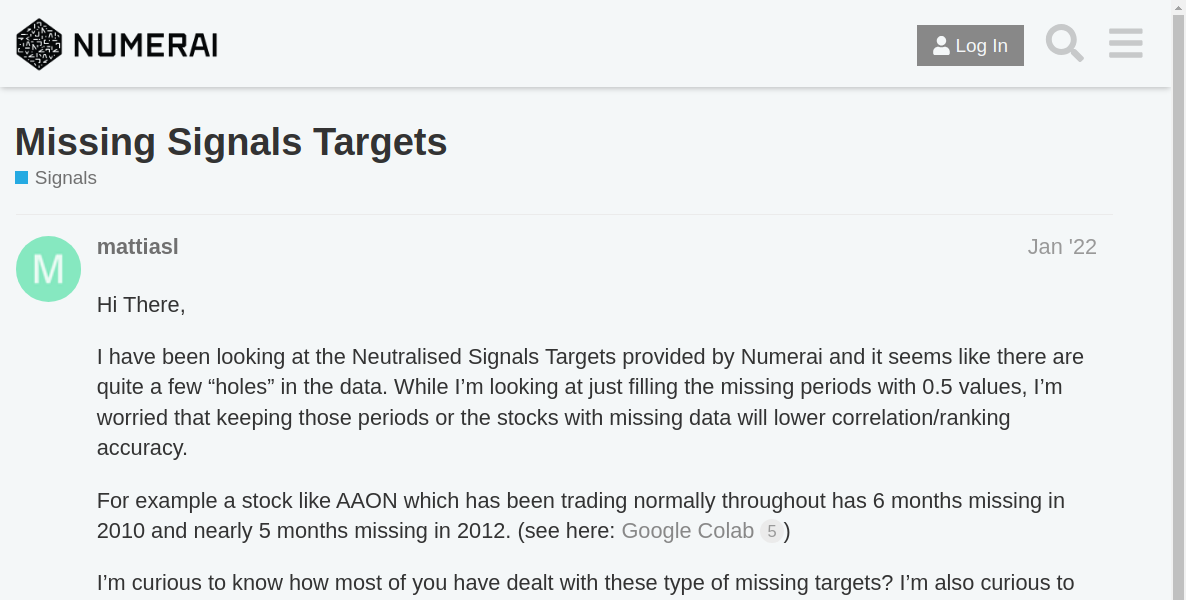 NUMERAI
Log In
Missing Signals Targets
Signals
M
mattiasl
Jan '22
Hi There,
I have been looking at the Neutralised Signals Targets provided by Numerai and it seems like there are
quite a few “holes” in the data. While I’m looking at just filling the missing periods with 0.5 values, I’m
worried that keeping those periods or the stocks with missing data will lower correlation/ranking
accuracy.
For example a stock like AAON which has been trading normally throughout has 6 months missing in
2010 and nearly 5 months missing in 2012. (see here: Google Colab 5)
I’m curious to know how most of you have dealt with these type of missing targets? I’m also curious to